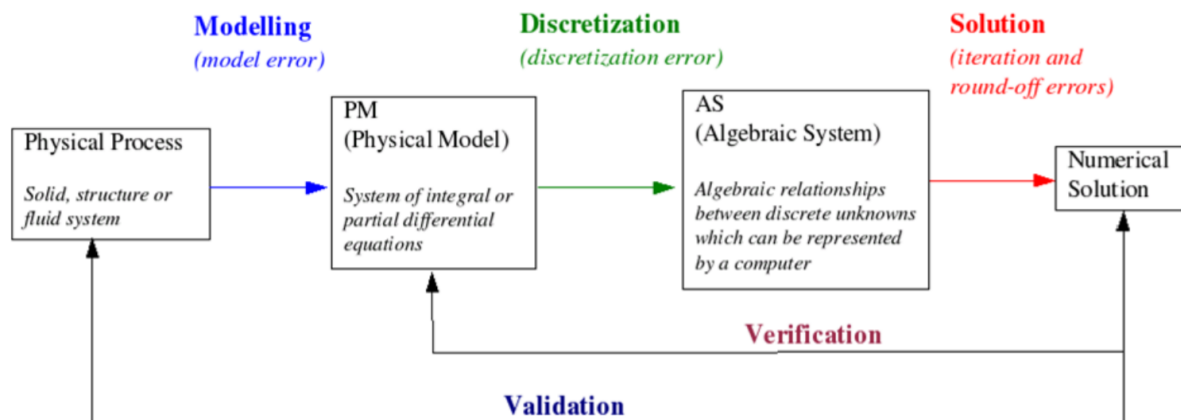 Modelling
(model error)
Discretization
(discretization error)
Solution
(iteration and
round-off errors)
Physical Process
Solid, structure or
fluid system
PM
(Physical Model)
System of integral or
partial differential
equations
AS
(Algebraic System)
Algebraic relationships
between discrete unknowns
which can be represented
by a computer
Numerical
Solution
Verification
Validation